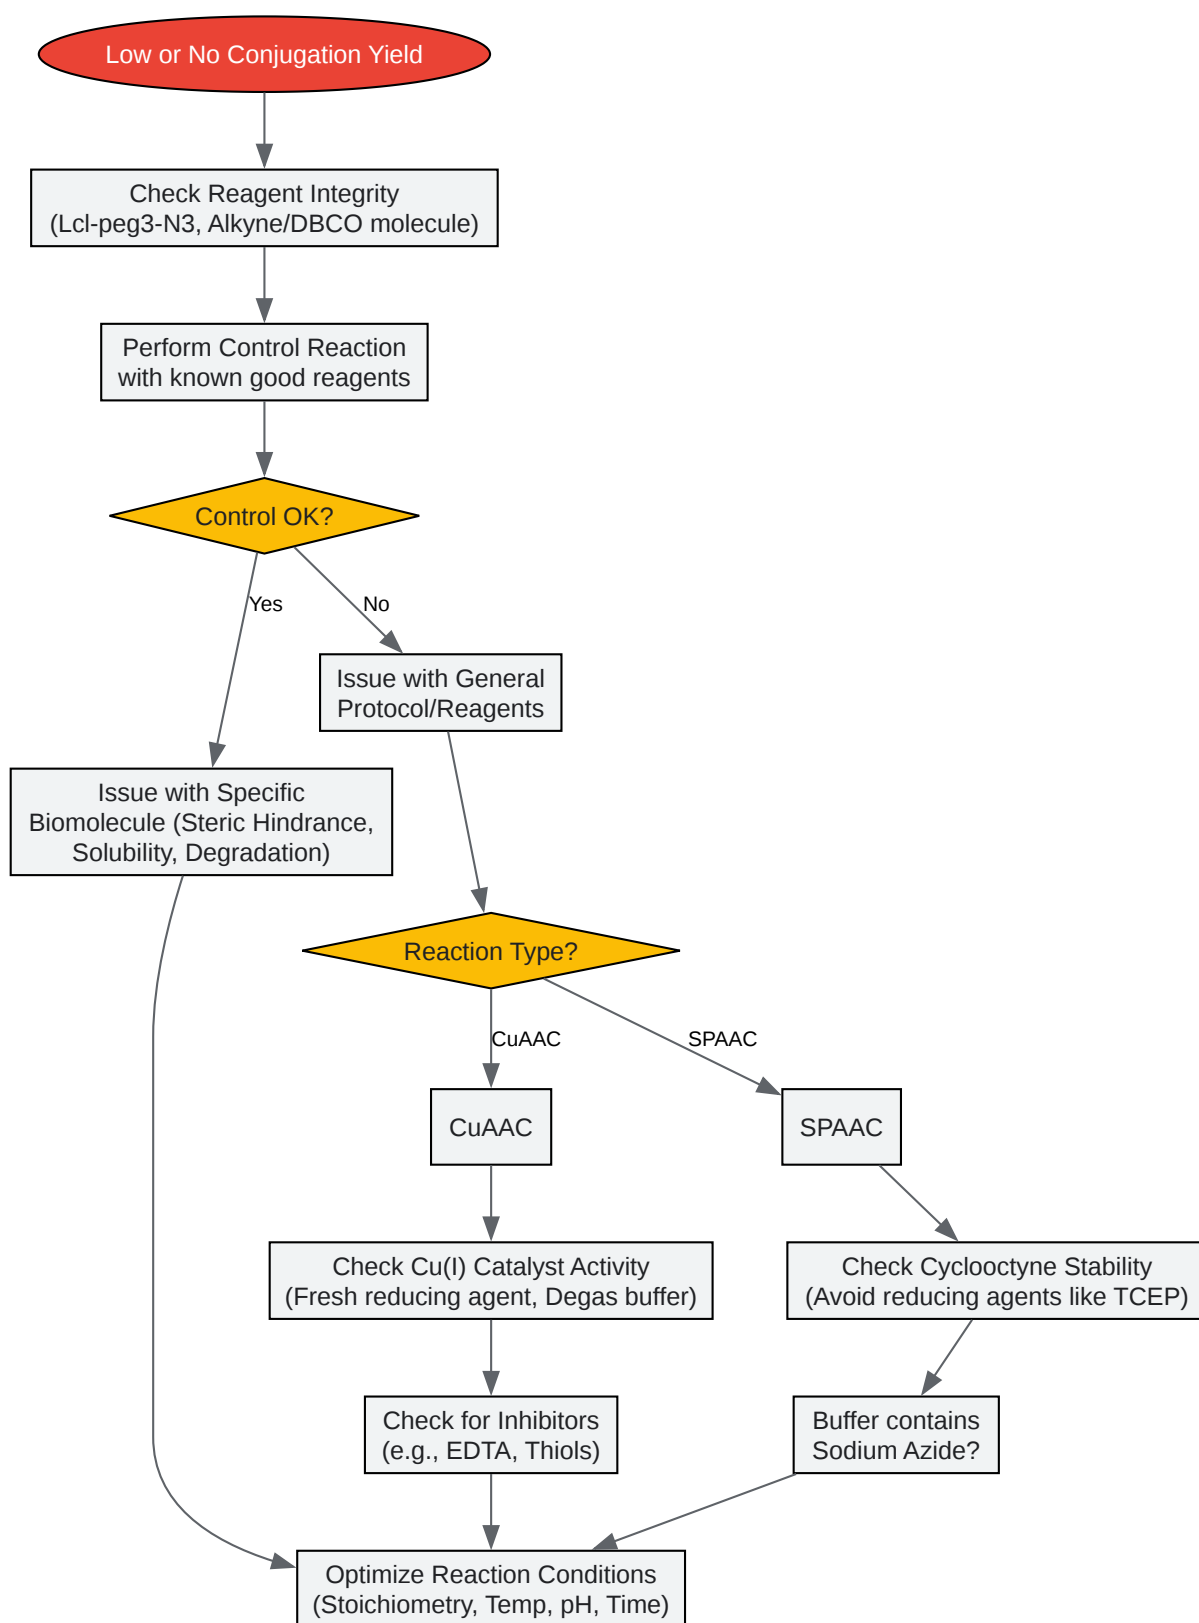 Low or No Conjugation Yield
Check Reagent Integrity
(Lcl-peg3-N3, Alkyne/DBCO molecule)
Perform Control Reaction
with known good reagents
Control OK?
Yes
No
Issue with General
Protocol/Reagents
Issue with Specific
Biomolecule (Steric Hindrance,
Solubility, Degradation)
Reaction Type?
CuAAC
SPAAC
CuAAC
SPAAC
Check Cu(I) Catalyst Activity
(Fresh reducing agent, Degas buffer)
Check Cyclooctyne Stability
(Avoid reducing agents like TCEP)
Check for Inhibitors
(e.g., EDTA, Thiols)
Buffer contains
Sodium Azide?
Optimize Reaction Conditions
(Stoichiometry, Temp, pH, Time)